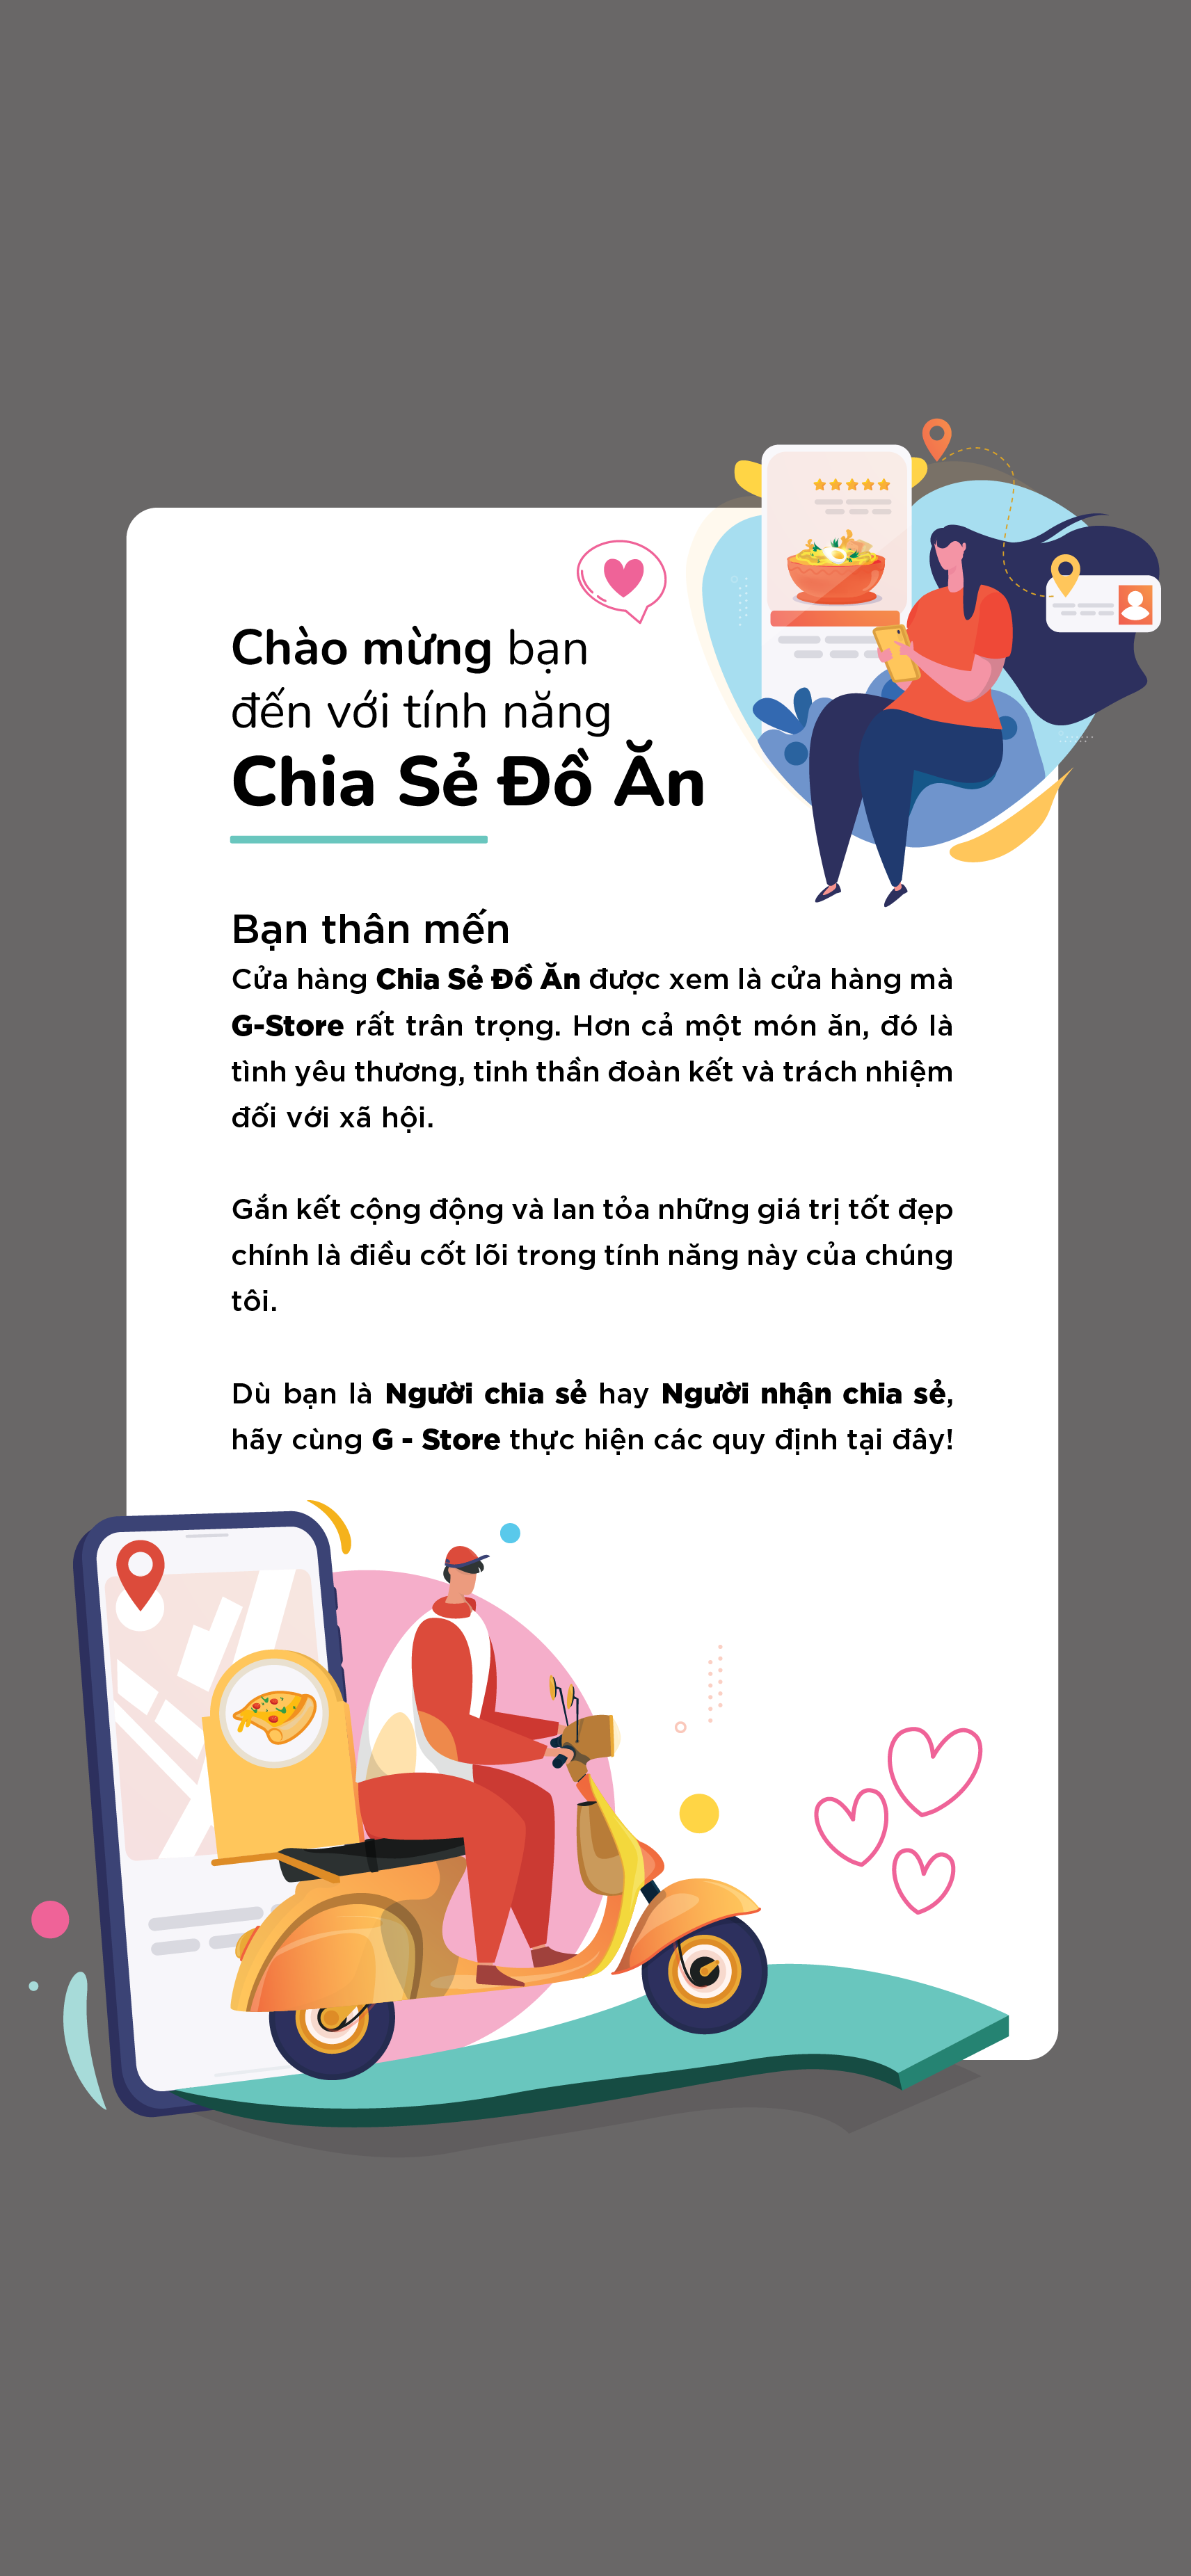 Chào mừng bạn
đến với tính năng
Chia Sẻ Đồ Ăn
Bạn thân mến
Cửa hàng Chia Sẻ Đồ Ăn được xem là cửa hàng mà
G-Store rất trân trọng. Hơn cả một món ăn, đó là
tình yêu thương, tinh thần đoàn kết và trách nhiệm
đối với xã hội.
Gắn kết cộng động và lan tỏa những giá trị tốt đẹp
chính là điều cốt lõi trong tính năng này của chúng
tôi.
Dù bạn là Người chia sẻ hay Người nhận chia sẻ,
hãy cùng G - Store thực hiện các quy định tại đây!